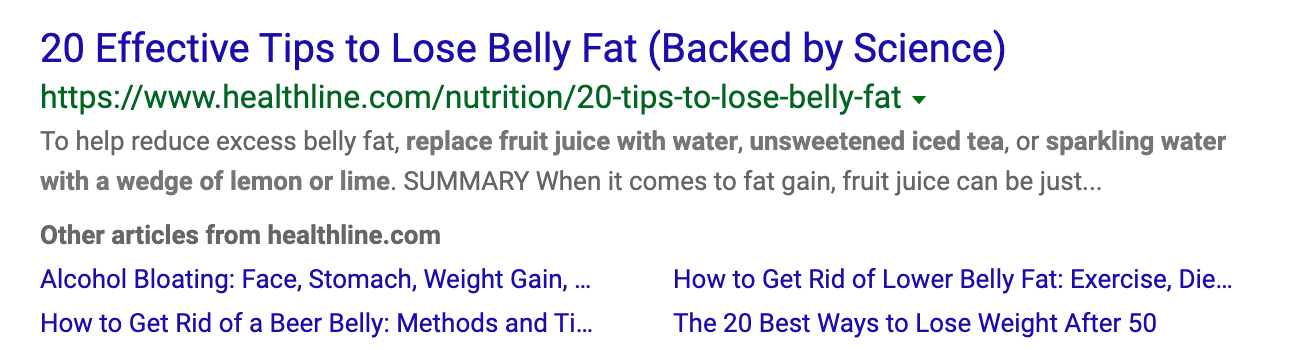 20 Effective Tips to Lose Belly Fat (Backed by Science)
https://www.healthline.com/nutrition/20-tips-to-lose-belly-fat
To help reduce excess belly fat, replace fruit juice with water, unsweetened iced tea, or sparkling water
with a wedge of lemon or lime. SUMMARY When it comes to fat gain, fruit juice can be just...
Other articles from healthline.com
Alcohol Bloating: Face, Stomach, Weight Gain, ...
How to Get Rid of Lower Belly Fat: Exercise, Die...
How to Get Rid of a Beer Belly: Methods and Ti...
The 20 Best Ways to Lose Weight After 50